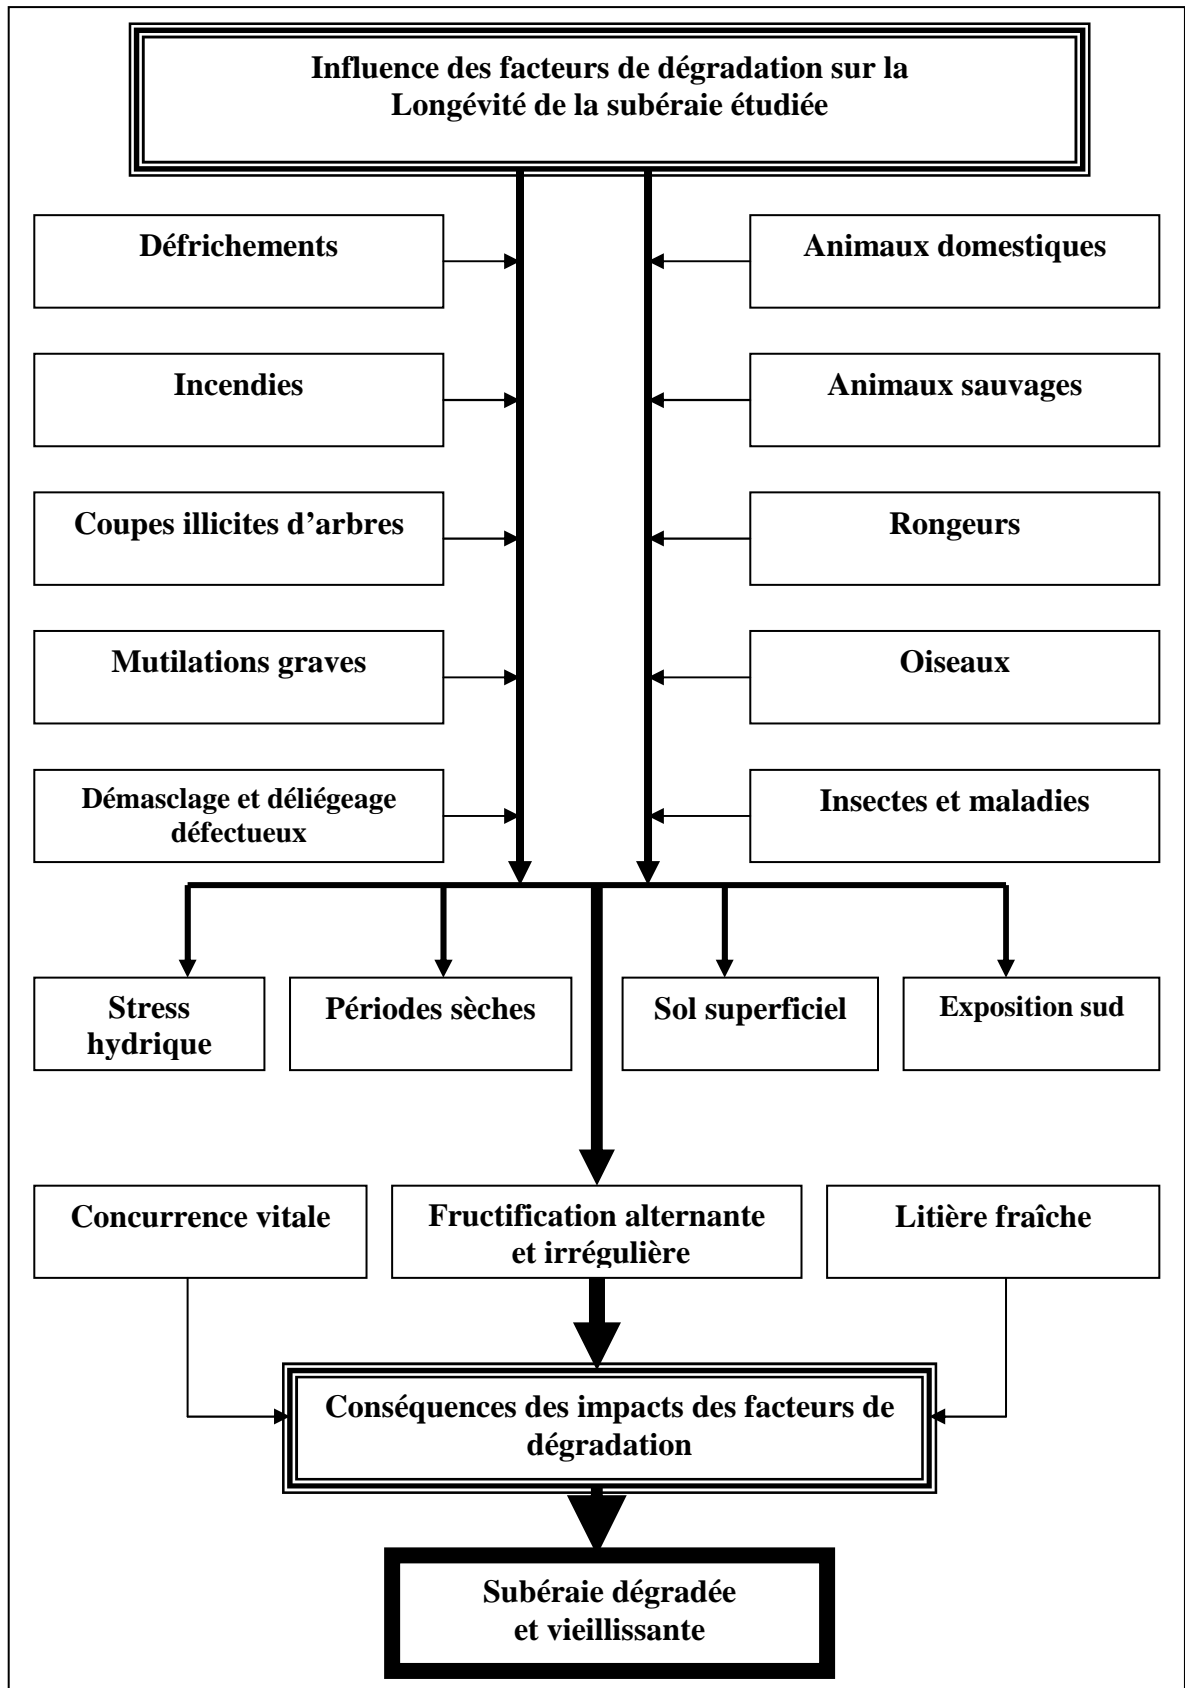 Influence des facteurs de dégradation sur la
Longévité de la subéraie étudiée
Défrichements
Animaux domestiques
Incendies
Animaux sauvages
Coupes illicites d’arbres
Rongeurs
Mutilations graves
Oiseaux
Démasclage et déliégeage
défectueux
Insectes et maladies
Stress
hydrique
Périodes sèches
Sol superficiel
Exposition sud
Concurrence vitale
Fructification alternante
et irrégulière
Litière fraîche
Conséquences des impacts des facteurs de
dégradation
Subéraie dégradée
et vieillissante